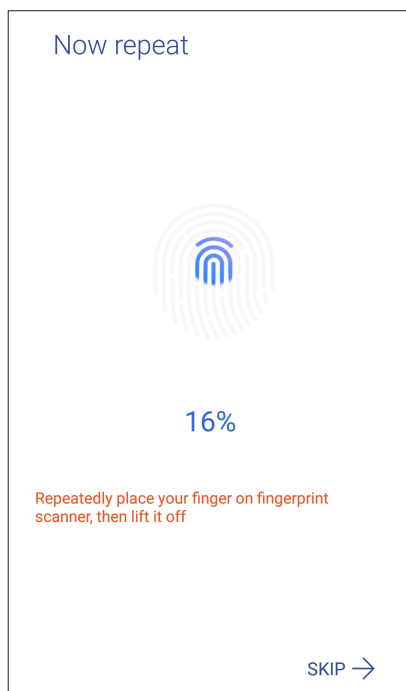 Now repeat
16%
Repeatedly place your finger on fingerprint
scanner, then lift it off
SKIP